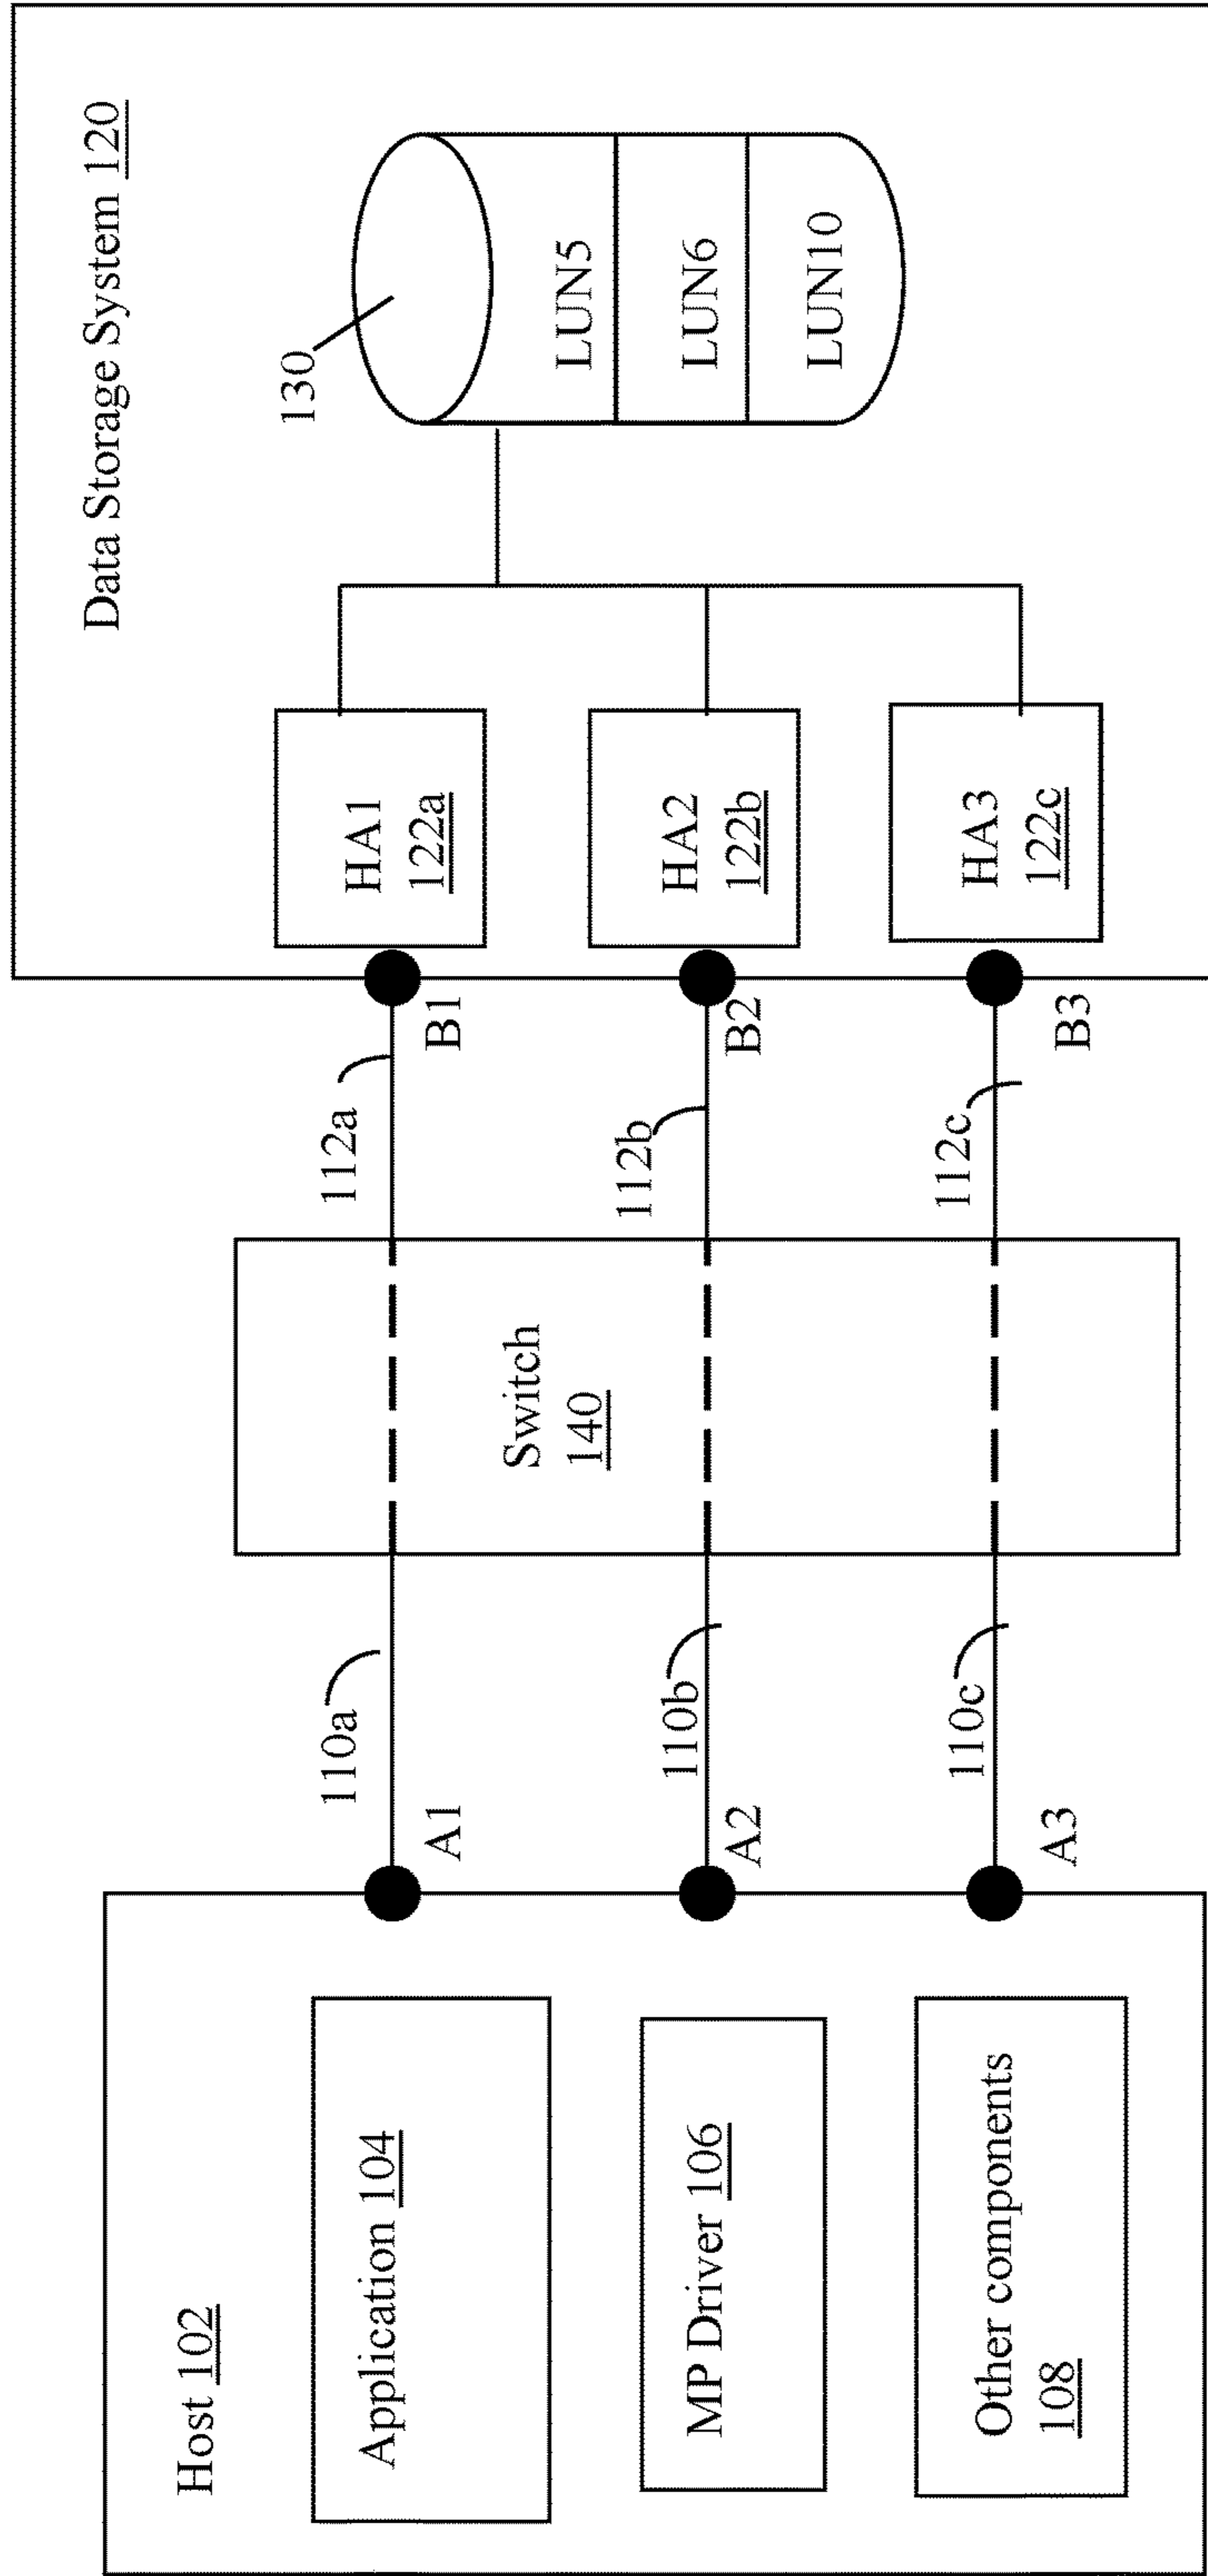 Data Storage System 120
130
LUN5
LUN6
LUN10
HA1
122a
HA2
122b
HA3
122c
B1
B2
B3
112a
112b
112c
Switch
140
110a
110b
110c
A1
A2
A3
Host 102
Application 104
MP Driver 106
Other components
108